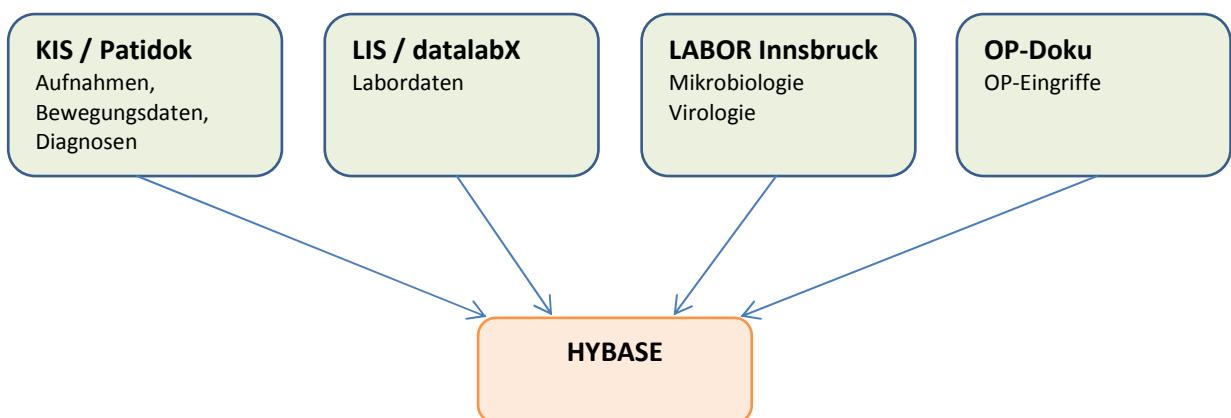 KIS / Patidok
Aufnahmen,
Bewegungsdaten,
Diagnosen
LIS / datalabX
Labordaten
LABOR Innsbruck
Mikrobiologie
Virologie
OP-Doku
OP-Eingriffe
HYBASE